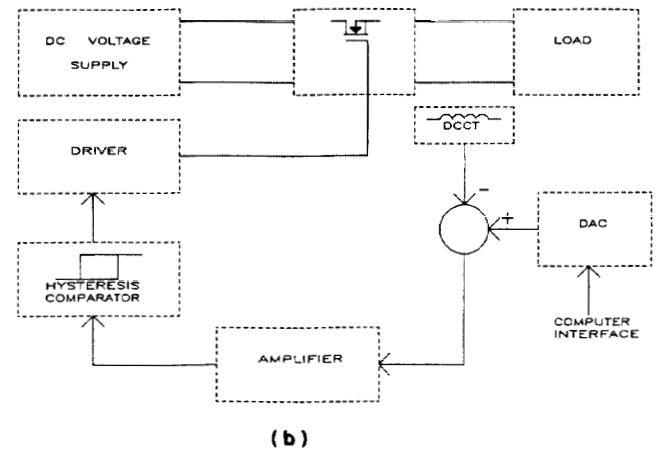 DC VOLTAGE
SUPPLY
LOAD
DCCT
DRIVER
−
+
DAC
HYSTERESIS
COMPARATOR
COMPUTER
INTERFACE
AMPLIFIER
(b)